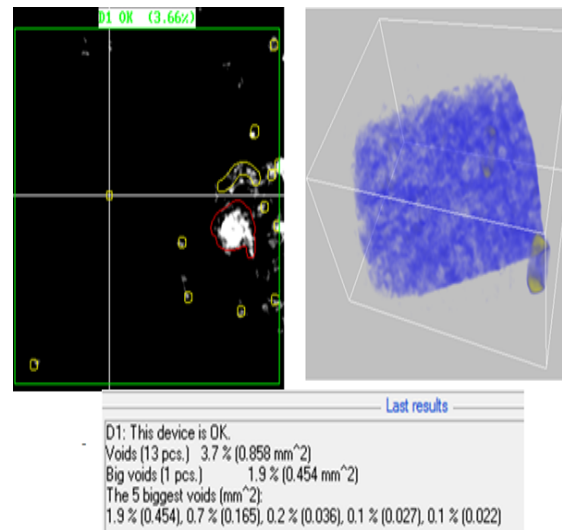 D1 OK (3.66%)
Last results
D1: This device is OK.
Voids (13 pcs.) 3.7 % (0.858 mm^2)
Big voids (1 pcs.) 1.9 % (0.454 mm^2)
The 5 biggest voids (mm^2):
1.9 % (0.454), 0.7 % (0.165), 0.2 % (0.036), 0.1 % (0.027), 0.1 % (0.022)